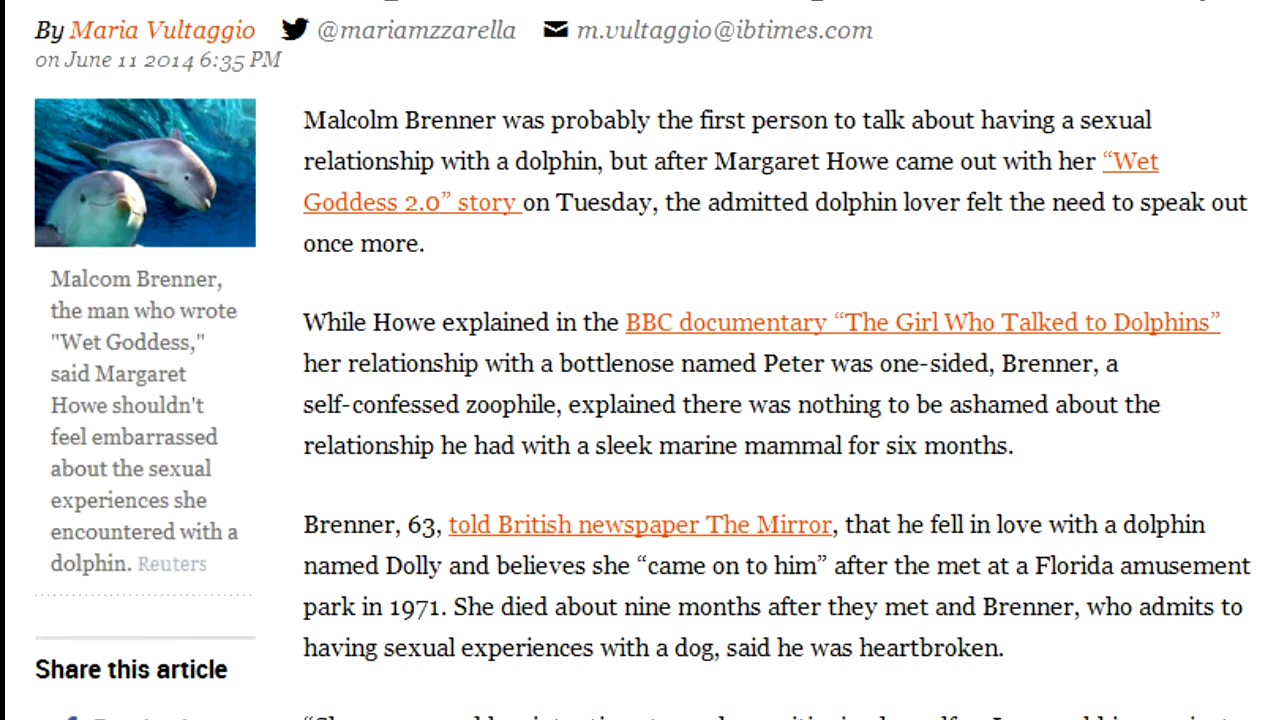 By Maria Vultaggio @mariamzzarella m.vultaggio@ibtimes.com
on June 11 2014 6:35 PM
Malcom Brenner,
the man who wrote
"Wet Goddess,"
said Margaret
Howe shouldn't
feel embarrassed
about the sexual
experiences she
encountered with a
dolphin. Reuters
Share this article
Malcolm Brenner was probably the first person to talk about having a sexual
relationship with a dolphin, but after Margaret Howe came out with her “Wet
Goddess 2.0” story on Tuesday, the admitted dolphin lover felt the need to speak out
once more.
While Howe explained in the BBC documentary “The Girl Who Talked to Dolphins”
her relationship with a bottlenose named Peter was one-sided, Brenner, a
self-confessed zoophile, explained there was nothing to be ashamed about the
relationship he had with a sleek marine mammal for six months.
Brenner, 63, told British newspaper The Mirror, that he fell in love with a dolphin
named Dolly and believes she “came on to him” after the met at a Florida amusement
park in 1971. She died about nine months after they met and Brenner, who admits to
having sexual experiences with a dog, said he was heartbroken.